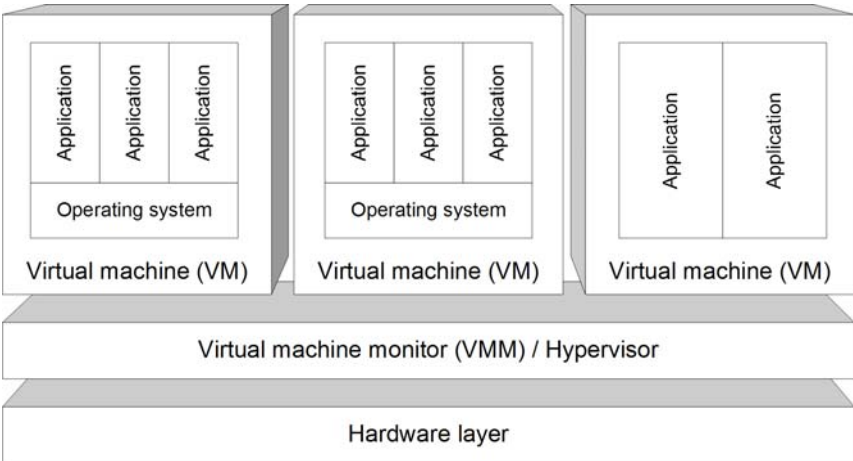 Application
Application
Application
Operating system
Virtual machine (VM)
Application
Application
Application
Operating system
Virtual machine (VM)
Application
Application
Virtual machine (VM)
Virtual machine monitor (VMM) / Hypervisor
Hardware layer